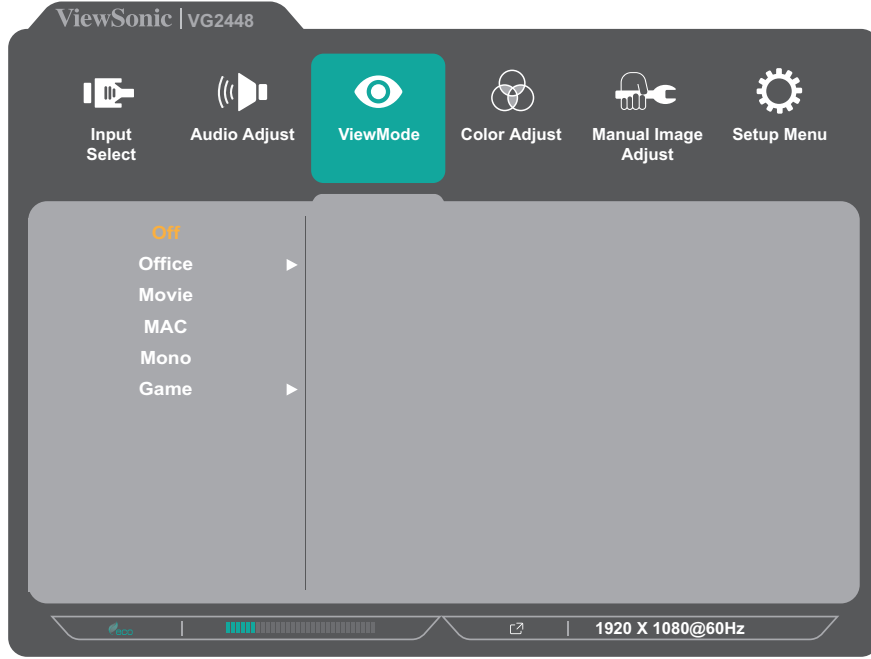 ViewSonic | VG2448
Input Select
Audio Adjust
ViewMode
Color Adjust
Manual Image Adjust
Setup Menu
Off
Office
Movie
MAC
Mono
Game
eco
1920 X 1080@60Hz